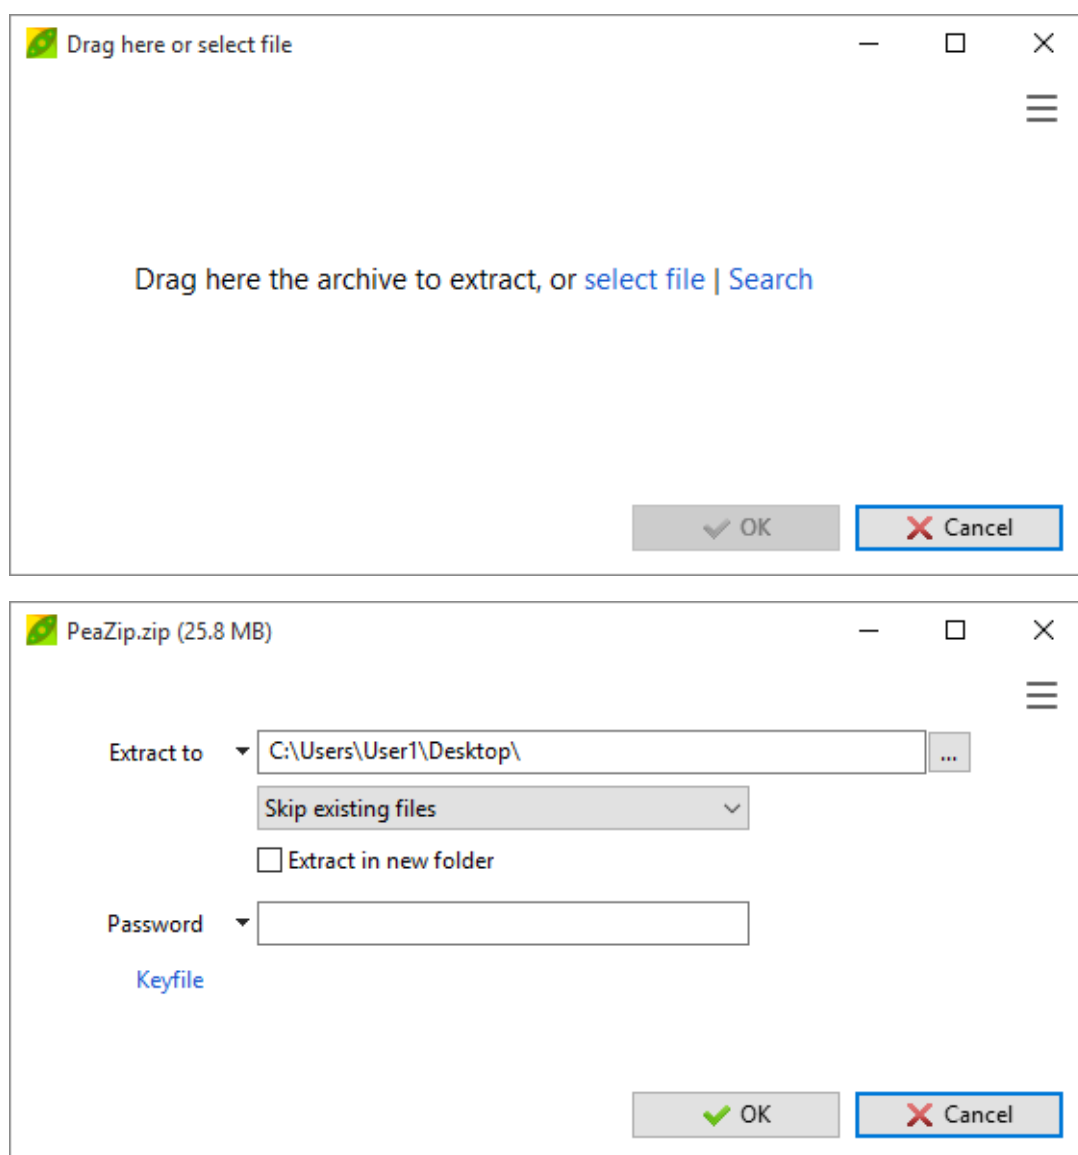 Drag here or select file
Drag here the archive to extract, or select file | Search
OK Cancel
PeaZip.zip (25.8 MB)
Extract to C:\Users\User1\Desktop\ ...
Skip existing files
Extract in new folder
Password
Keyfile
OK Cancel